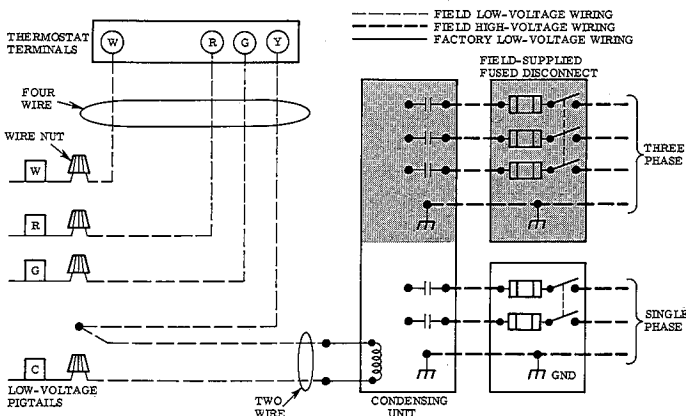 FIELD LOW-VOLTAGE WIRING
FIELD HIGH-VOLTAGE WIRING
FACTORY LOW-VOLTAGE WIRING
THERMOSTAT
TERMINALS
W
R
G
Y
FIELD-SUPPLIED
FUSED DISCONNECT
FOUR
WIRE
WIRE NUT
W
THREE
PHASE
R
G
SINGLE
PHASE
C
GND
LOW-VOLTAGE
PIGTAILS
TWO
WIRE
CONDENSING
UNIT